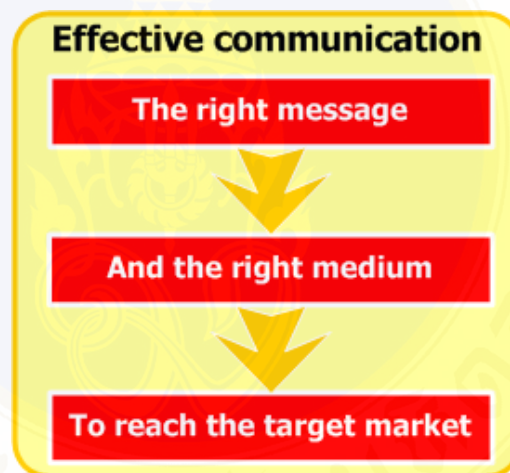 Effective communication
The right message
And the right medium
To reach the target market